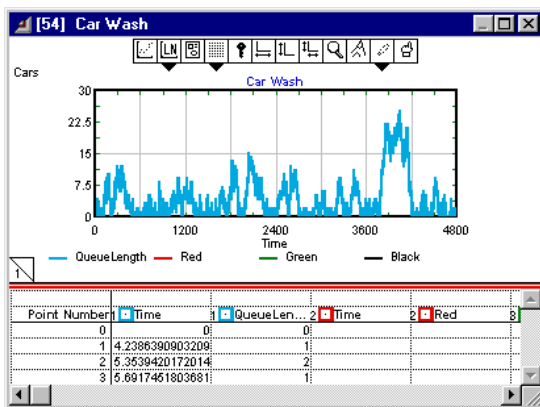 [54] Car Wash
LN
Cars
Car Wash
30
22.5
15
7.5
0
0 1200 2400 3600 4800
Time
QueueLength Red Green Black
1
Point Number 1 Time 1 QueueLen... 2 Time 2 Red 3
0 0 0
1 4.2386390903209 1
2 5.3539420172014 2
3 5.6917451803681 1